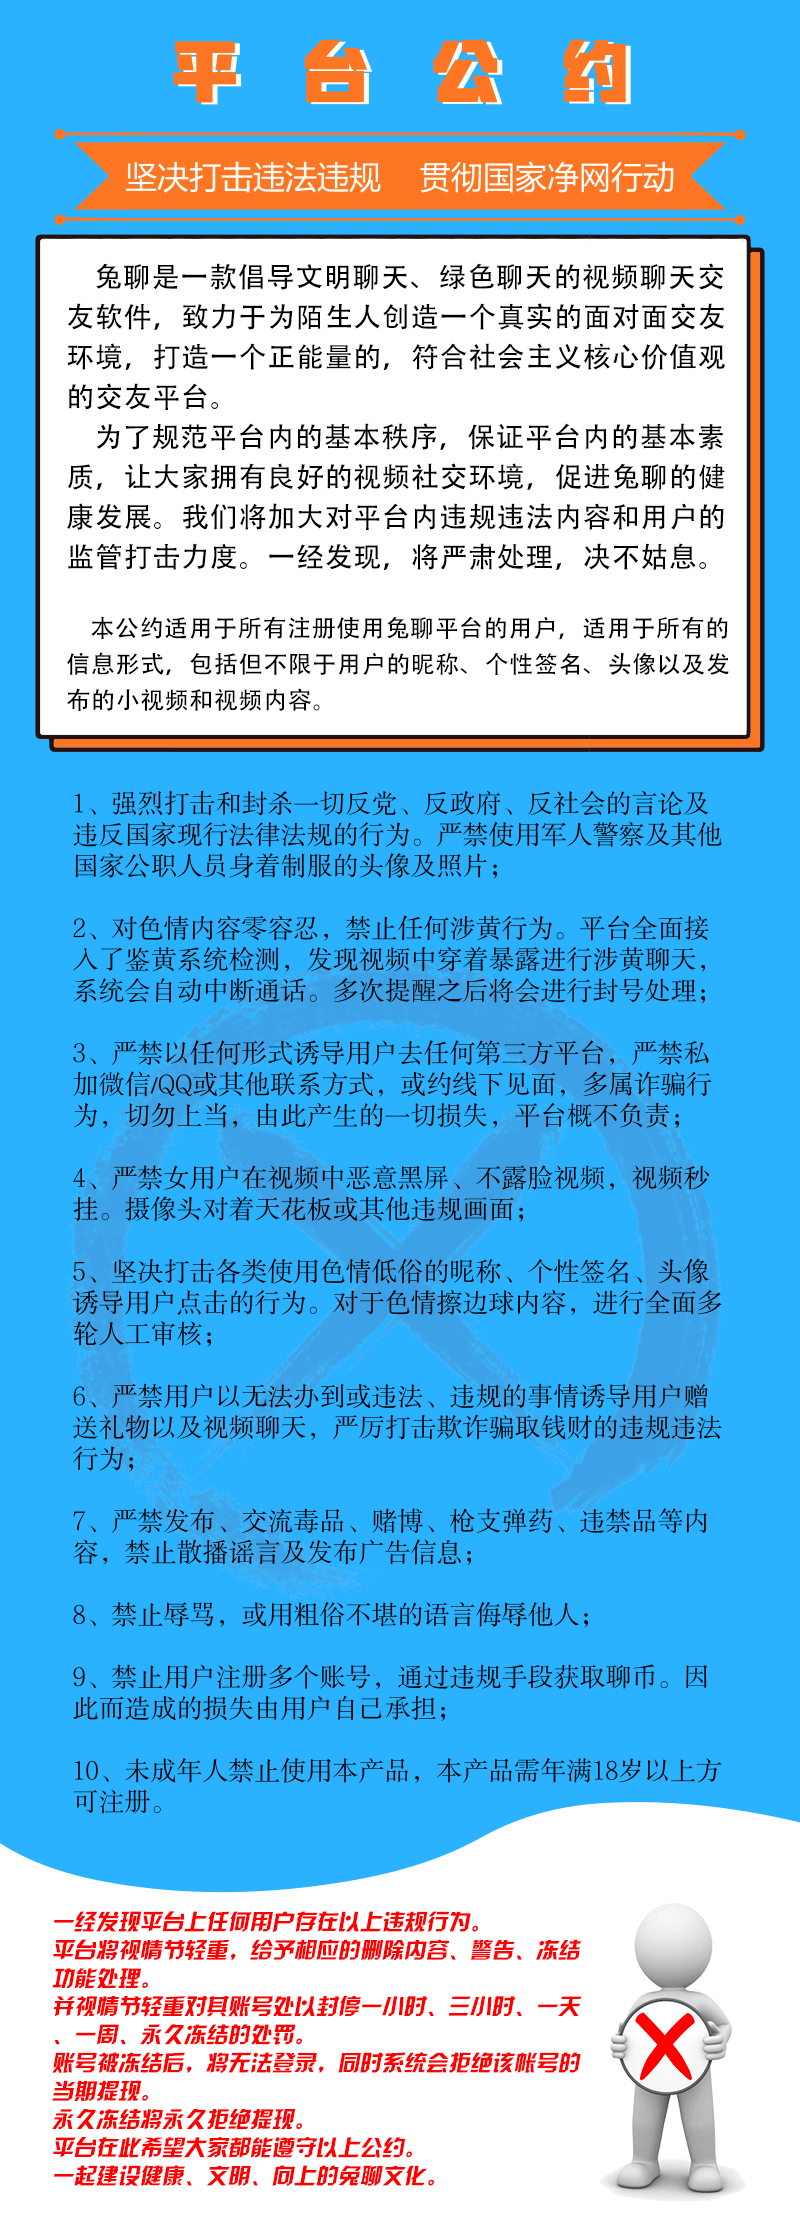 平台公约
坚决打击违法违规 贯彻国家净网行动
兔聊是一款倡导文明聊天、绿色聊天的视频聊天交
友软件，致力于为陌生人创造一个真实的面对面交友
环境，打造一个正能量的，符合社会主义核心价值观
的交友平台。
为了规范平台内的基本秩序，保证平台内的基本素
质，让大家拥有良好的视频社交环境，促进兔聊的健
康发展。我们将加大对平台内违规违法内容和用户的
监管打击力度。一经发现，将严肃处理，决不姑息。
本公约适用于所有注册使用兔聊平台的用户，适用于所有的
信息形式，包括但不限于用户的昵称、个性签名、头像以及发
布的小视频和视频内容。
1、强烈打击和封杀一切反党、反政府、反社会的言论及
违反国家现行法律法规的行为。严禁使用军人警察及其他
国家公职人员身着制服的头像及照片；
2、对色情内容零容忍，禁止任何涉黄行为。平台全面接
入了鉴黄系统检测，发现视频中穿着暴露进行涉黄聊天，
系统会自动中断通话。多次提醒之后将会进行封号处理；
3、严禁以任何形式诱导用户去任何第三方平台，严禁私
加微信/QQ或其他联系方式，或约线下见面，多属诈骗行
为，切勿上当，由此产生的一切损失，平台概不负责；
4、严禁女用户在视频中恶意黑屏、不露脸视频，视频秒
挂。摄像头对着天花板或其他违规画面；
5、坚决打击各类使用色情低俗的昵称、个性签名、头像
诱导用户点击的行为。对于色情擦边球内容，进行全面多
轮人工审核；
6、严禁用户以无法办到或违法、违规的事情诱导用户赠
送礼物以及视频聊天，严厉打击欺诈骗取钱财的违规违法
行为；
7、严禁发布、交流毒品、赌博、枪支弹药、违禁品等内
容，禁止散播谣言及发布广告信息；
8、禁止辱骂，或用粗俗不堪的语言侮辱他人；
9、禁止用户注册多个账号，通过违规手段获取聊币。因
此而造成的损失由用户自己承担；
10、未成年人禁止使用本产品，本产品需年满18岁以上方
可注册。
一经发现平台上任何用户存在以上违规行为。
平台将视情节轻重，给予相应的删除内容、警告、冻结
功能处理。
并视情节轻重对其账号处以封停一小时、三小时、一天
、一周、永久冻结的处罚。
账号被冻结后，将无法登录，同时系统会拒绝该帐号的
当期提现。
永久冻结将永久拒绝提现。
平台在此希望大家都能遵守以上公约。
一起建设健康、文明、向上的兔聊文化。